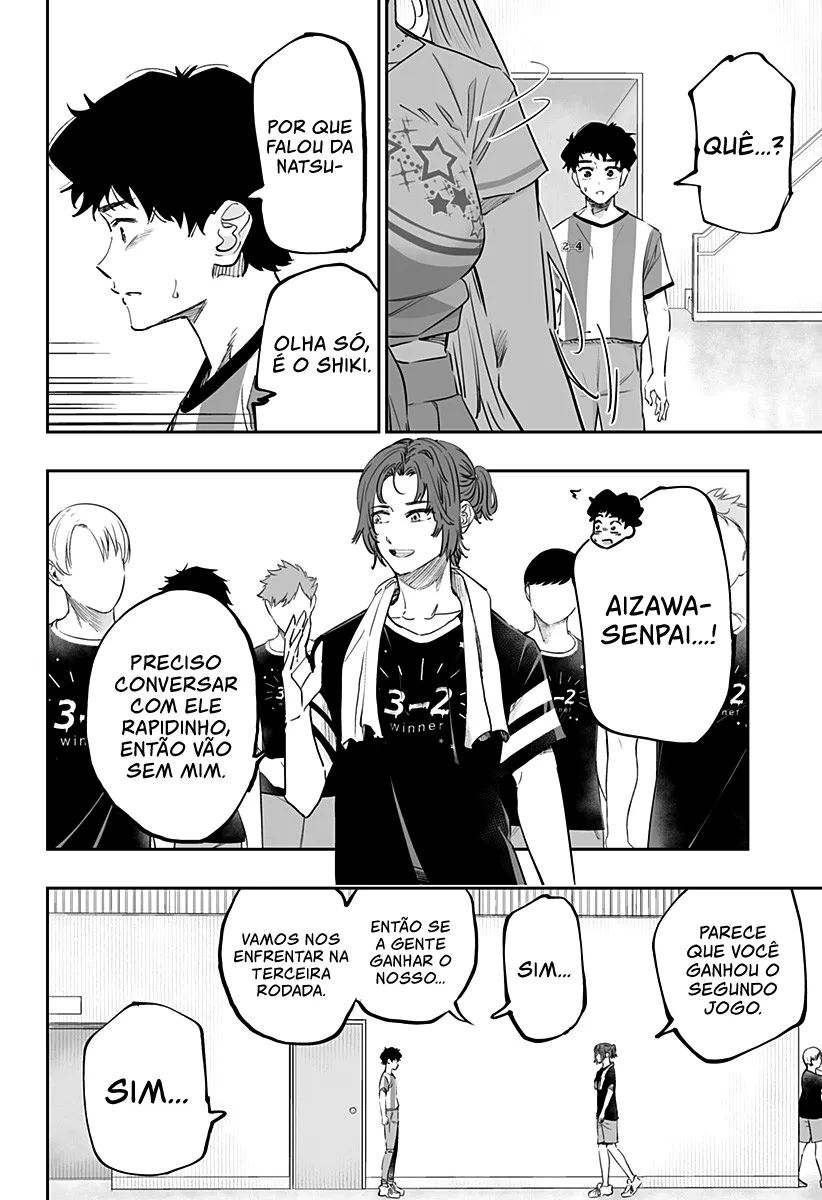 QUÊ...?
2-4
POR QUE
FALOU DA
NATSU-
OLHA SÓ,
É O SHIKI.
AIZAWA-
SENPAI...!
3-2
winner
3-2
winner
3-2
win
PRECISO
CONVERSAR
COM ELE
RAPIDINHO,
ENTÃO VÃO
SEM MIM.
PARECE
QUE VOCÊ
GANHOU O
SEGUNDO
JOGO.
SIM...
ENTÃO SE
A GENTE
GANHAR O
NOSSO...
VAMOS NOS
ENFRENTAR NA
TERCEIRA
RODADA.
SIM...